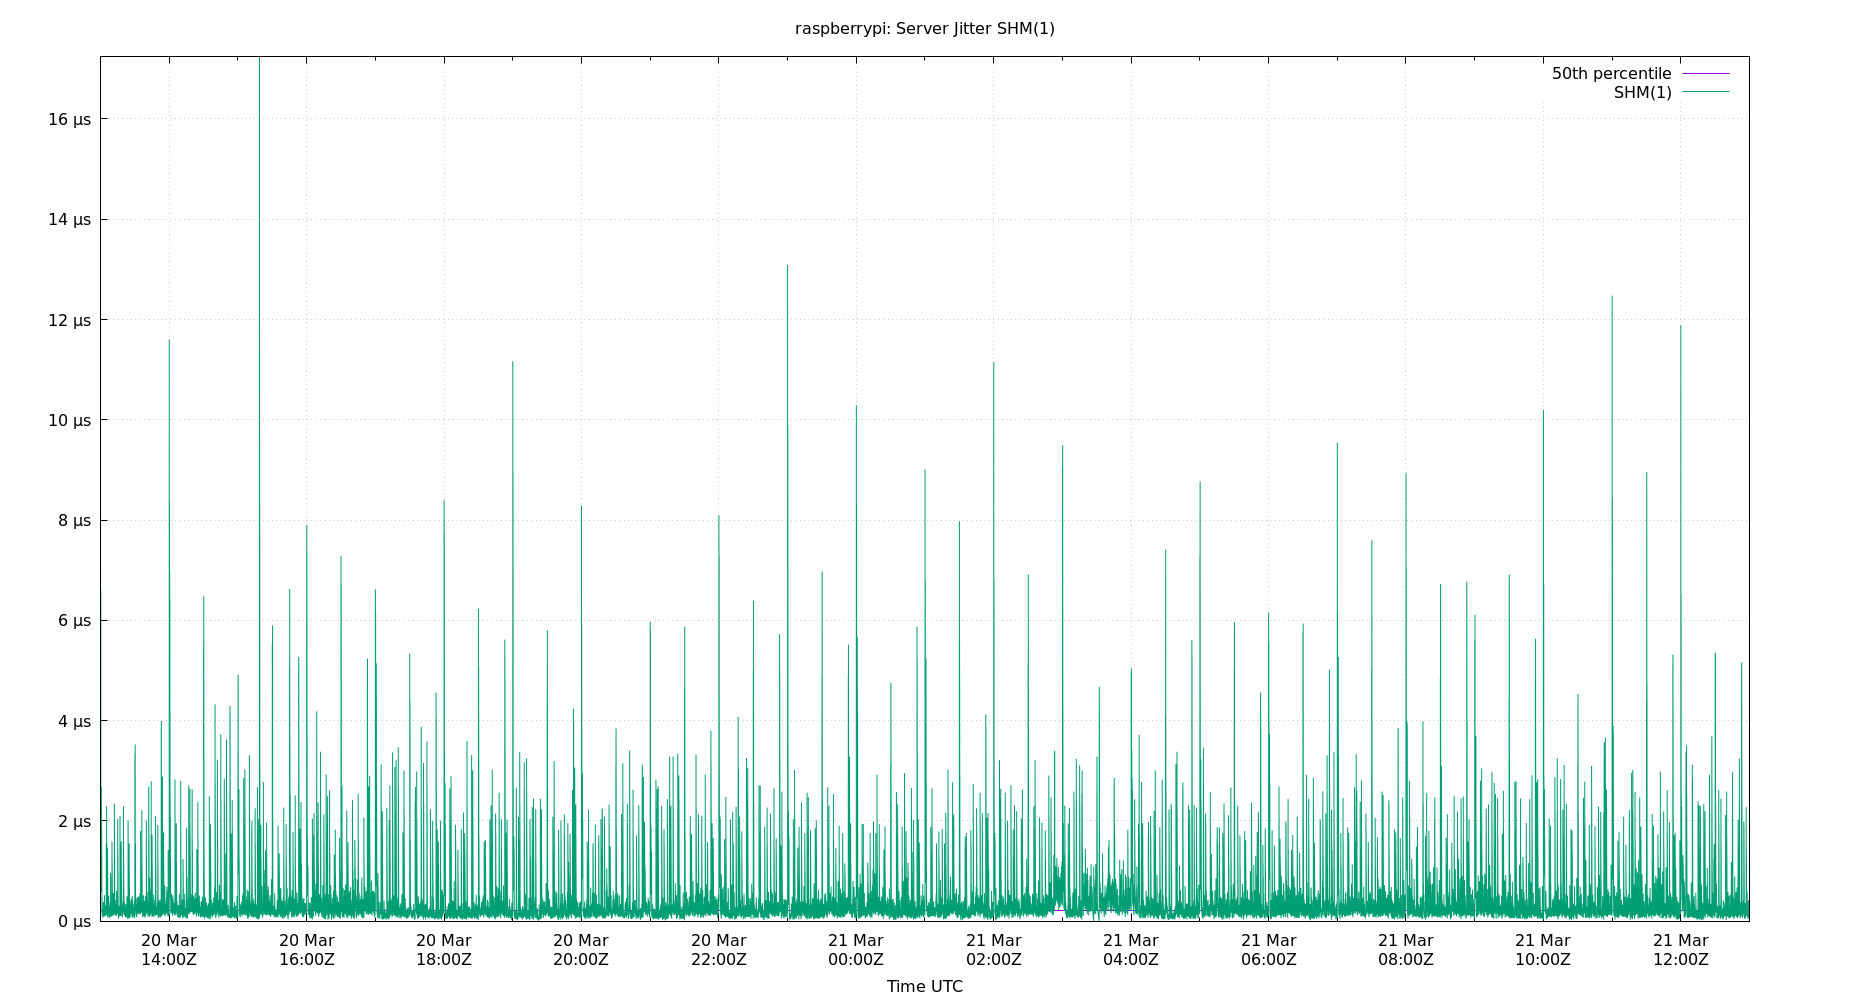 raspberrypi: Server Jitter SHM(1)
50th percentile
SHM(1)
16 µs
14 µs
12 µs
10 µs
8 µs
6 µs
4 µs
2 µs
0 µs
20 Mar 20 Mar 20 Mar 20 Mar 20 Mar 21 Mar 21 Mar 21 Mar 21 Mar 21 Mar 21 Mar 21 Mar
14:00Z 16:00Z 18:00Z 20:00Z 22:00Z 00:00Z 02:00Z 04:00Z 06:00Z 08:00Z 10:00Z 12:00Z
Time UTC